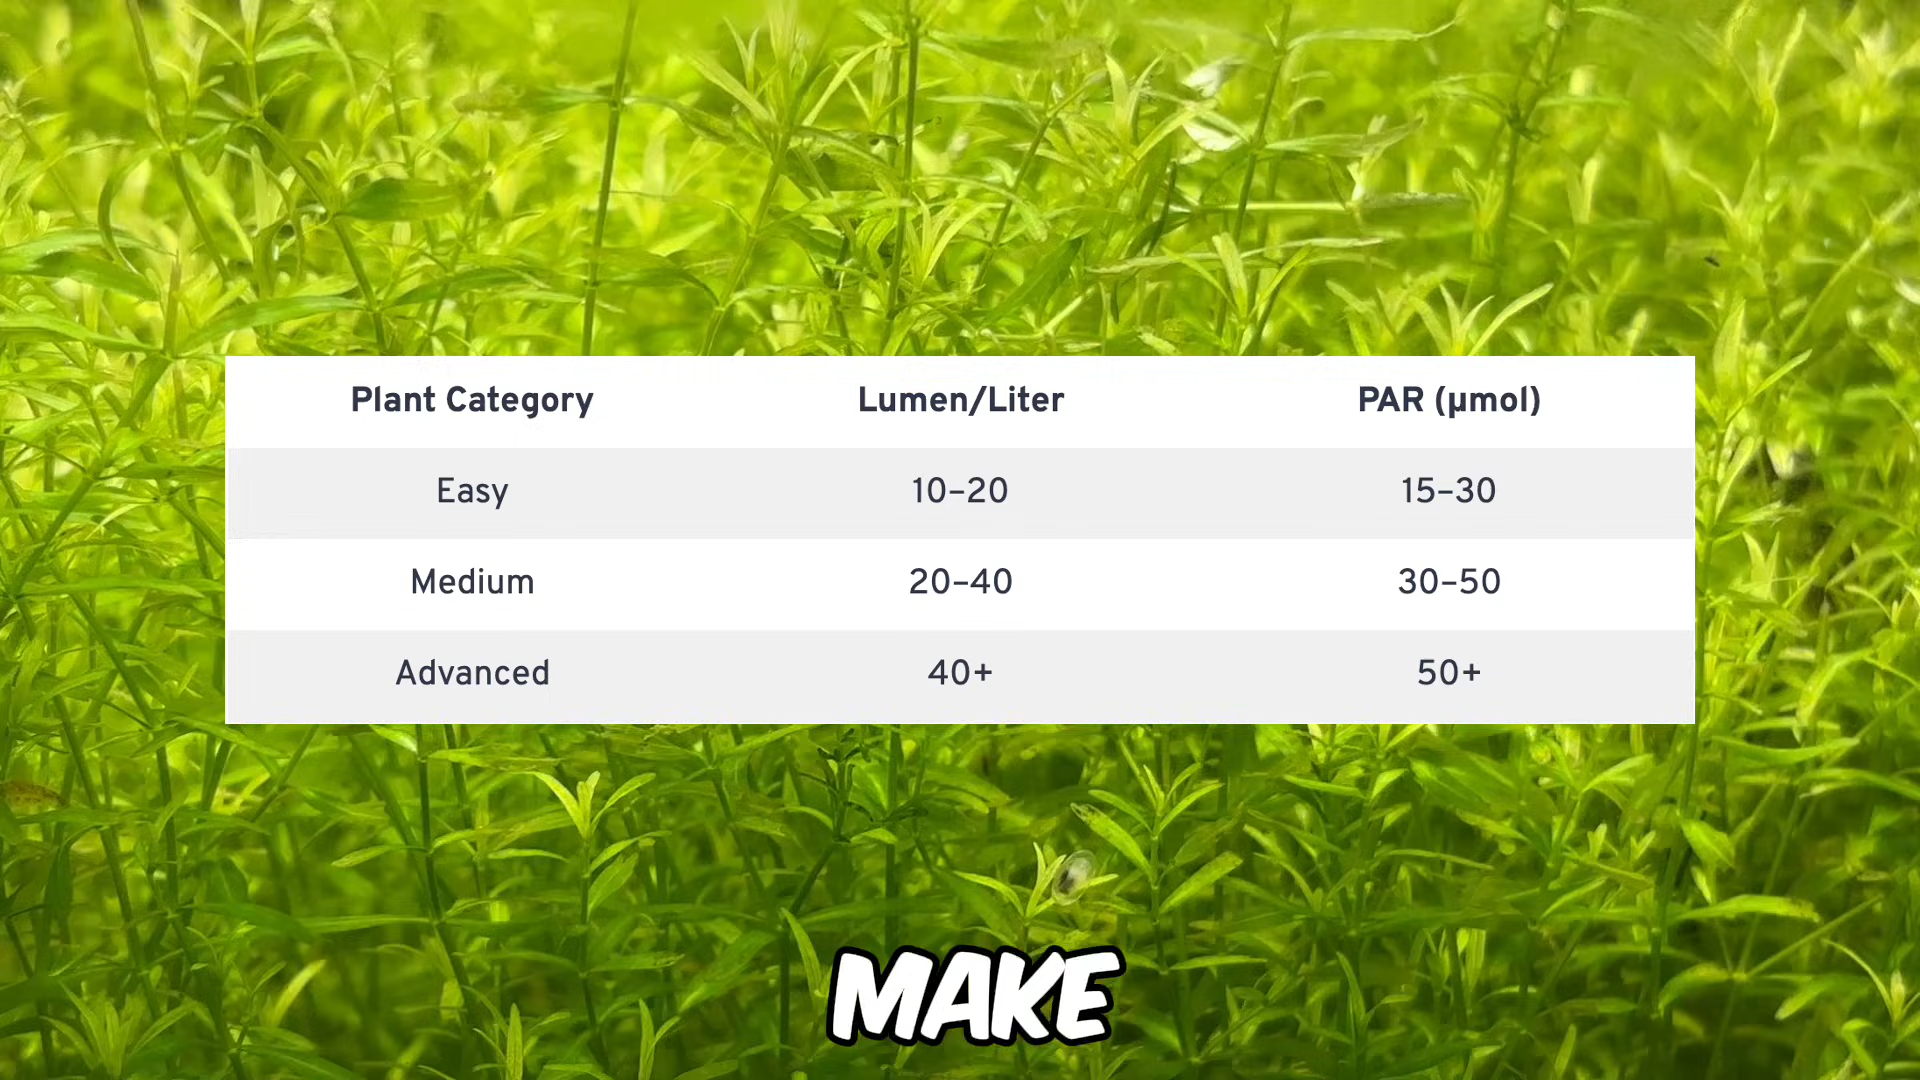 Plant Category Lumen/Liter PAR (µmol)
Easy 10–20 15–30
Medium 20–40 30–50
Advanced 40+ 50+
MAKE